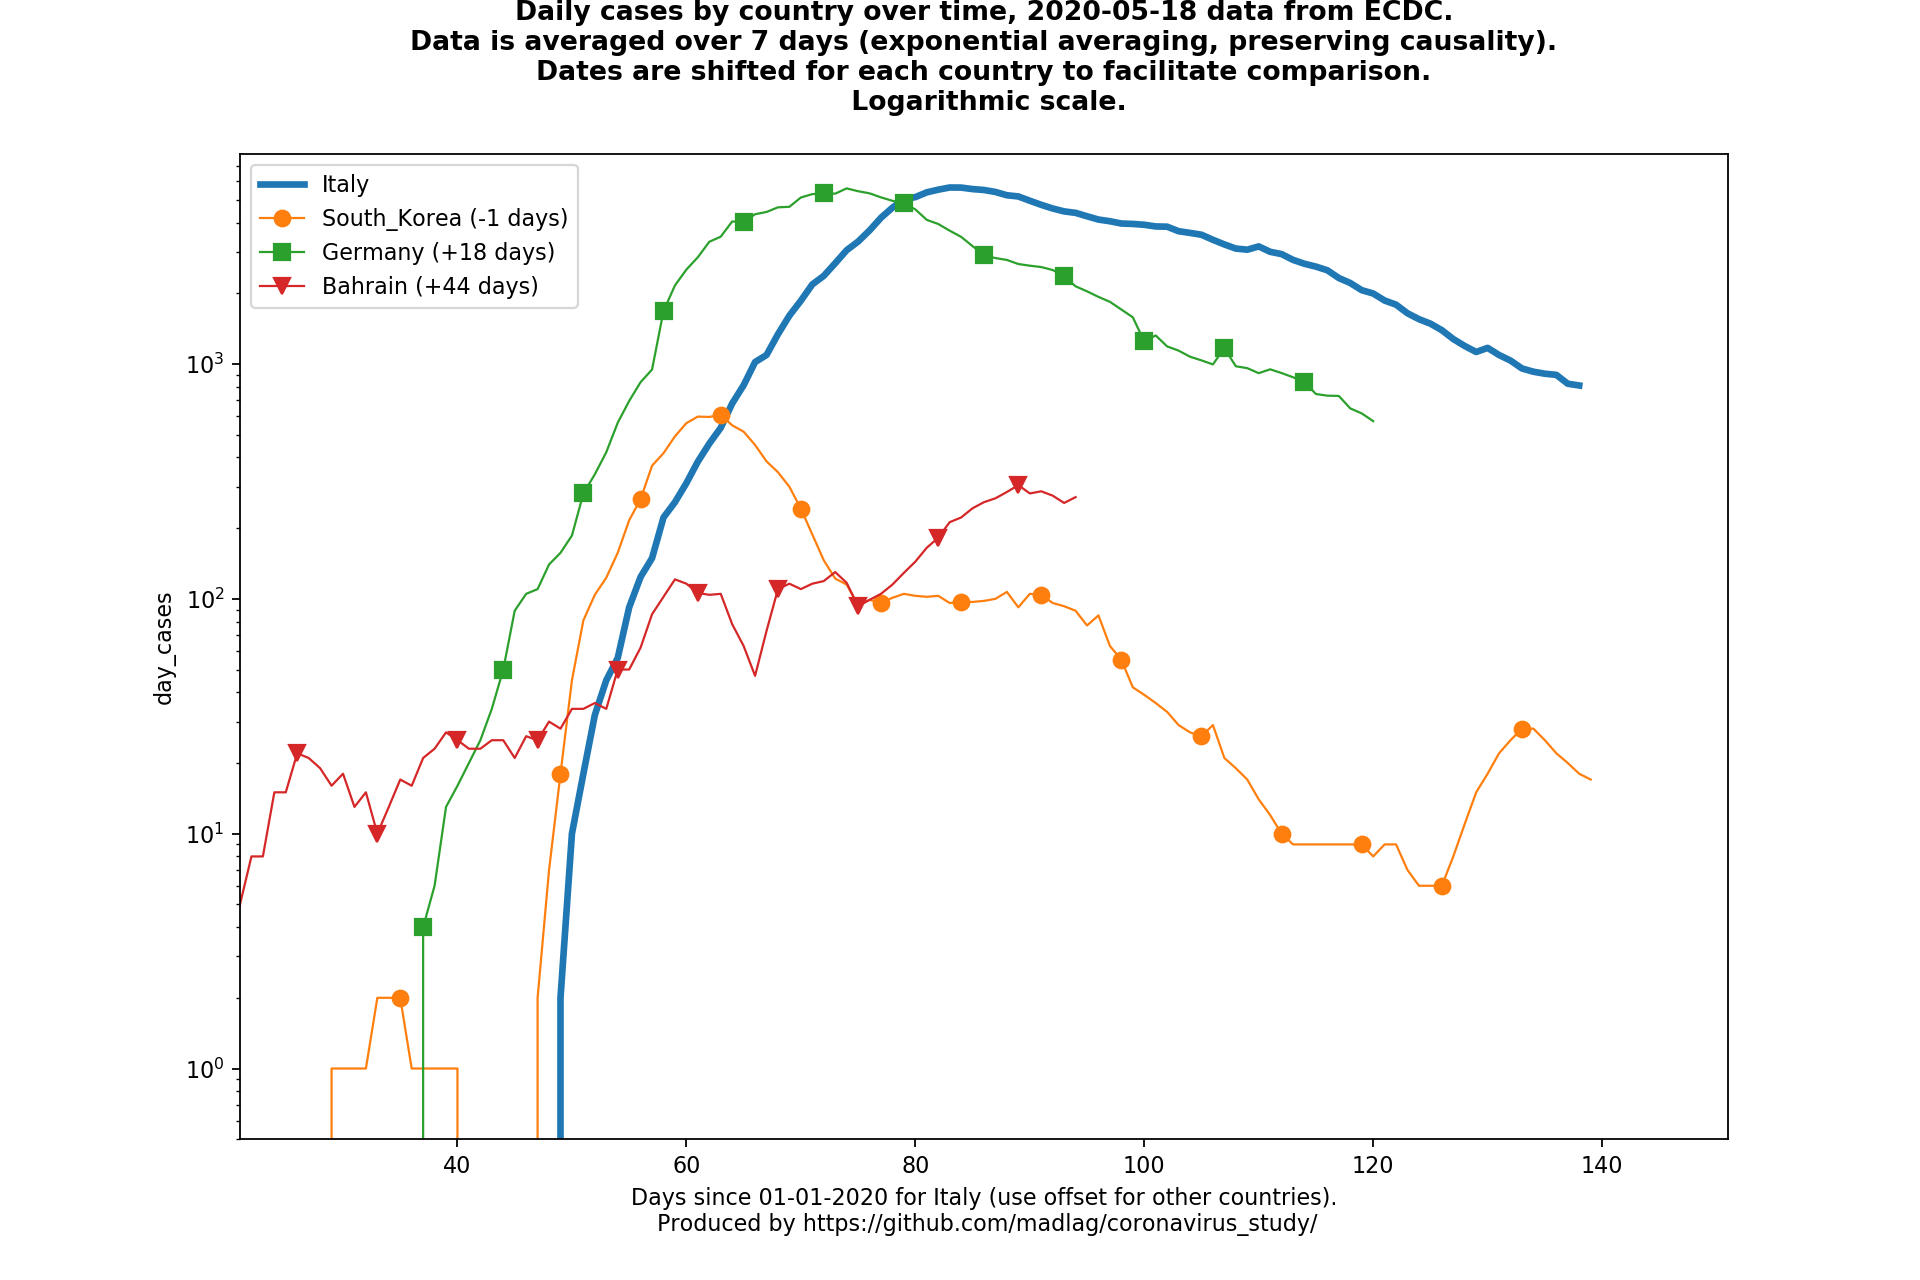 Daily cases by country over time, 2020-05-18 data from ECDC.
Data is averaged over 7 days (exponential averaging, preserving causality).
Dates are shifted for each country to facilitate comparison.
Logarithmic scale.
Italy
South_Korea (-1 days)
Germany (+18 days)
Bahrain (+44 days)
day_cases
10³
10²
10¹
10⁰
40 60 80 100 120 140
Days since 01-01-2020 for Italy (use offset for other countries).
Produced by https://github.com/madlag/coronavirus_study/